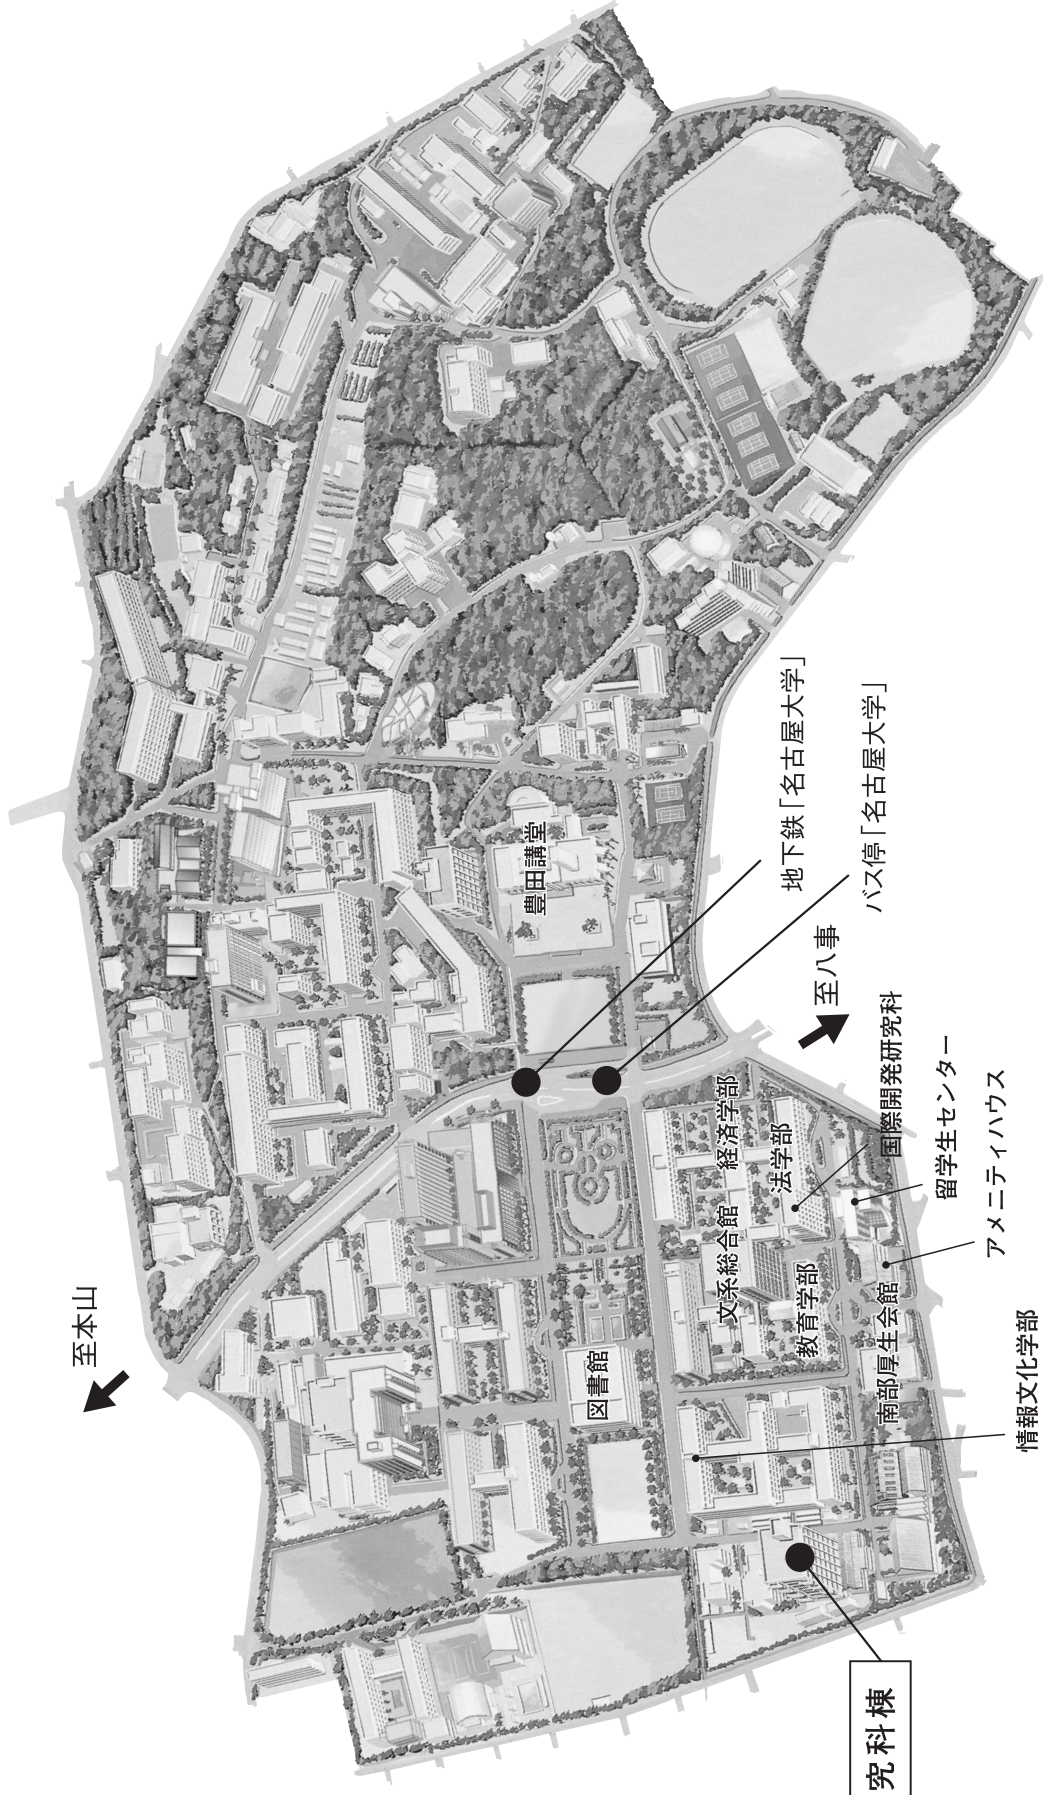 豊田講堂
地下鉄「名古屋大学」
バス停「名古屋大学」
至八事
国際開発研究科
留学生センター
アメニティハウス
経済学部
法学部
文系総合館
教育学部
南部厚生会館
図書館
情報文化学部
至本山
究科棟